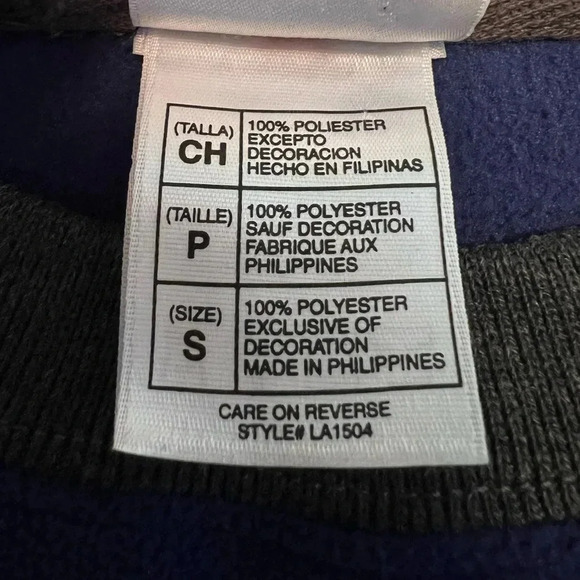 (TALLA)
CH
100% POLIESTER
EXCEPTO
DECORACION
HECHO EN FILIPINAS
(TAILLE)
P
100% POLYESTER
SAUF DECORATION
FABRIQUE AUX
PHILIPPINES
(SIZE)
S
100% POLYESTER
EXCLUSIVE OF
DECORATION
MADE IN PHILIPPINES
CARE ON REVERSE
STYLE# LA1504